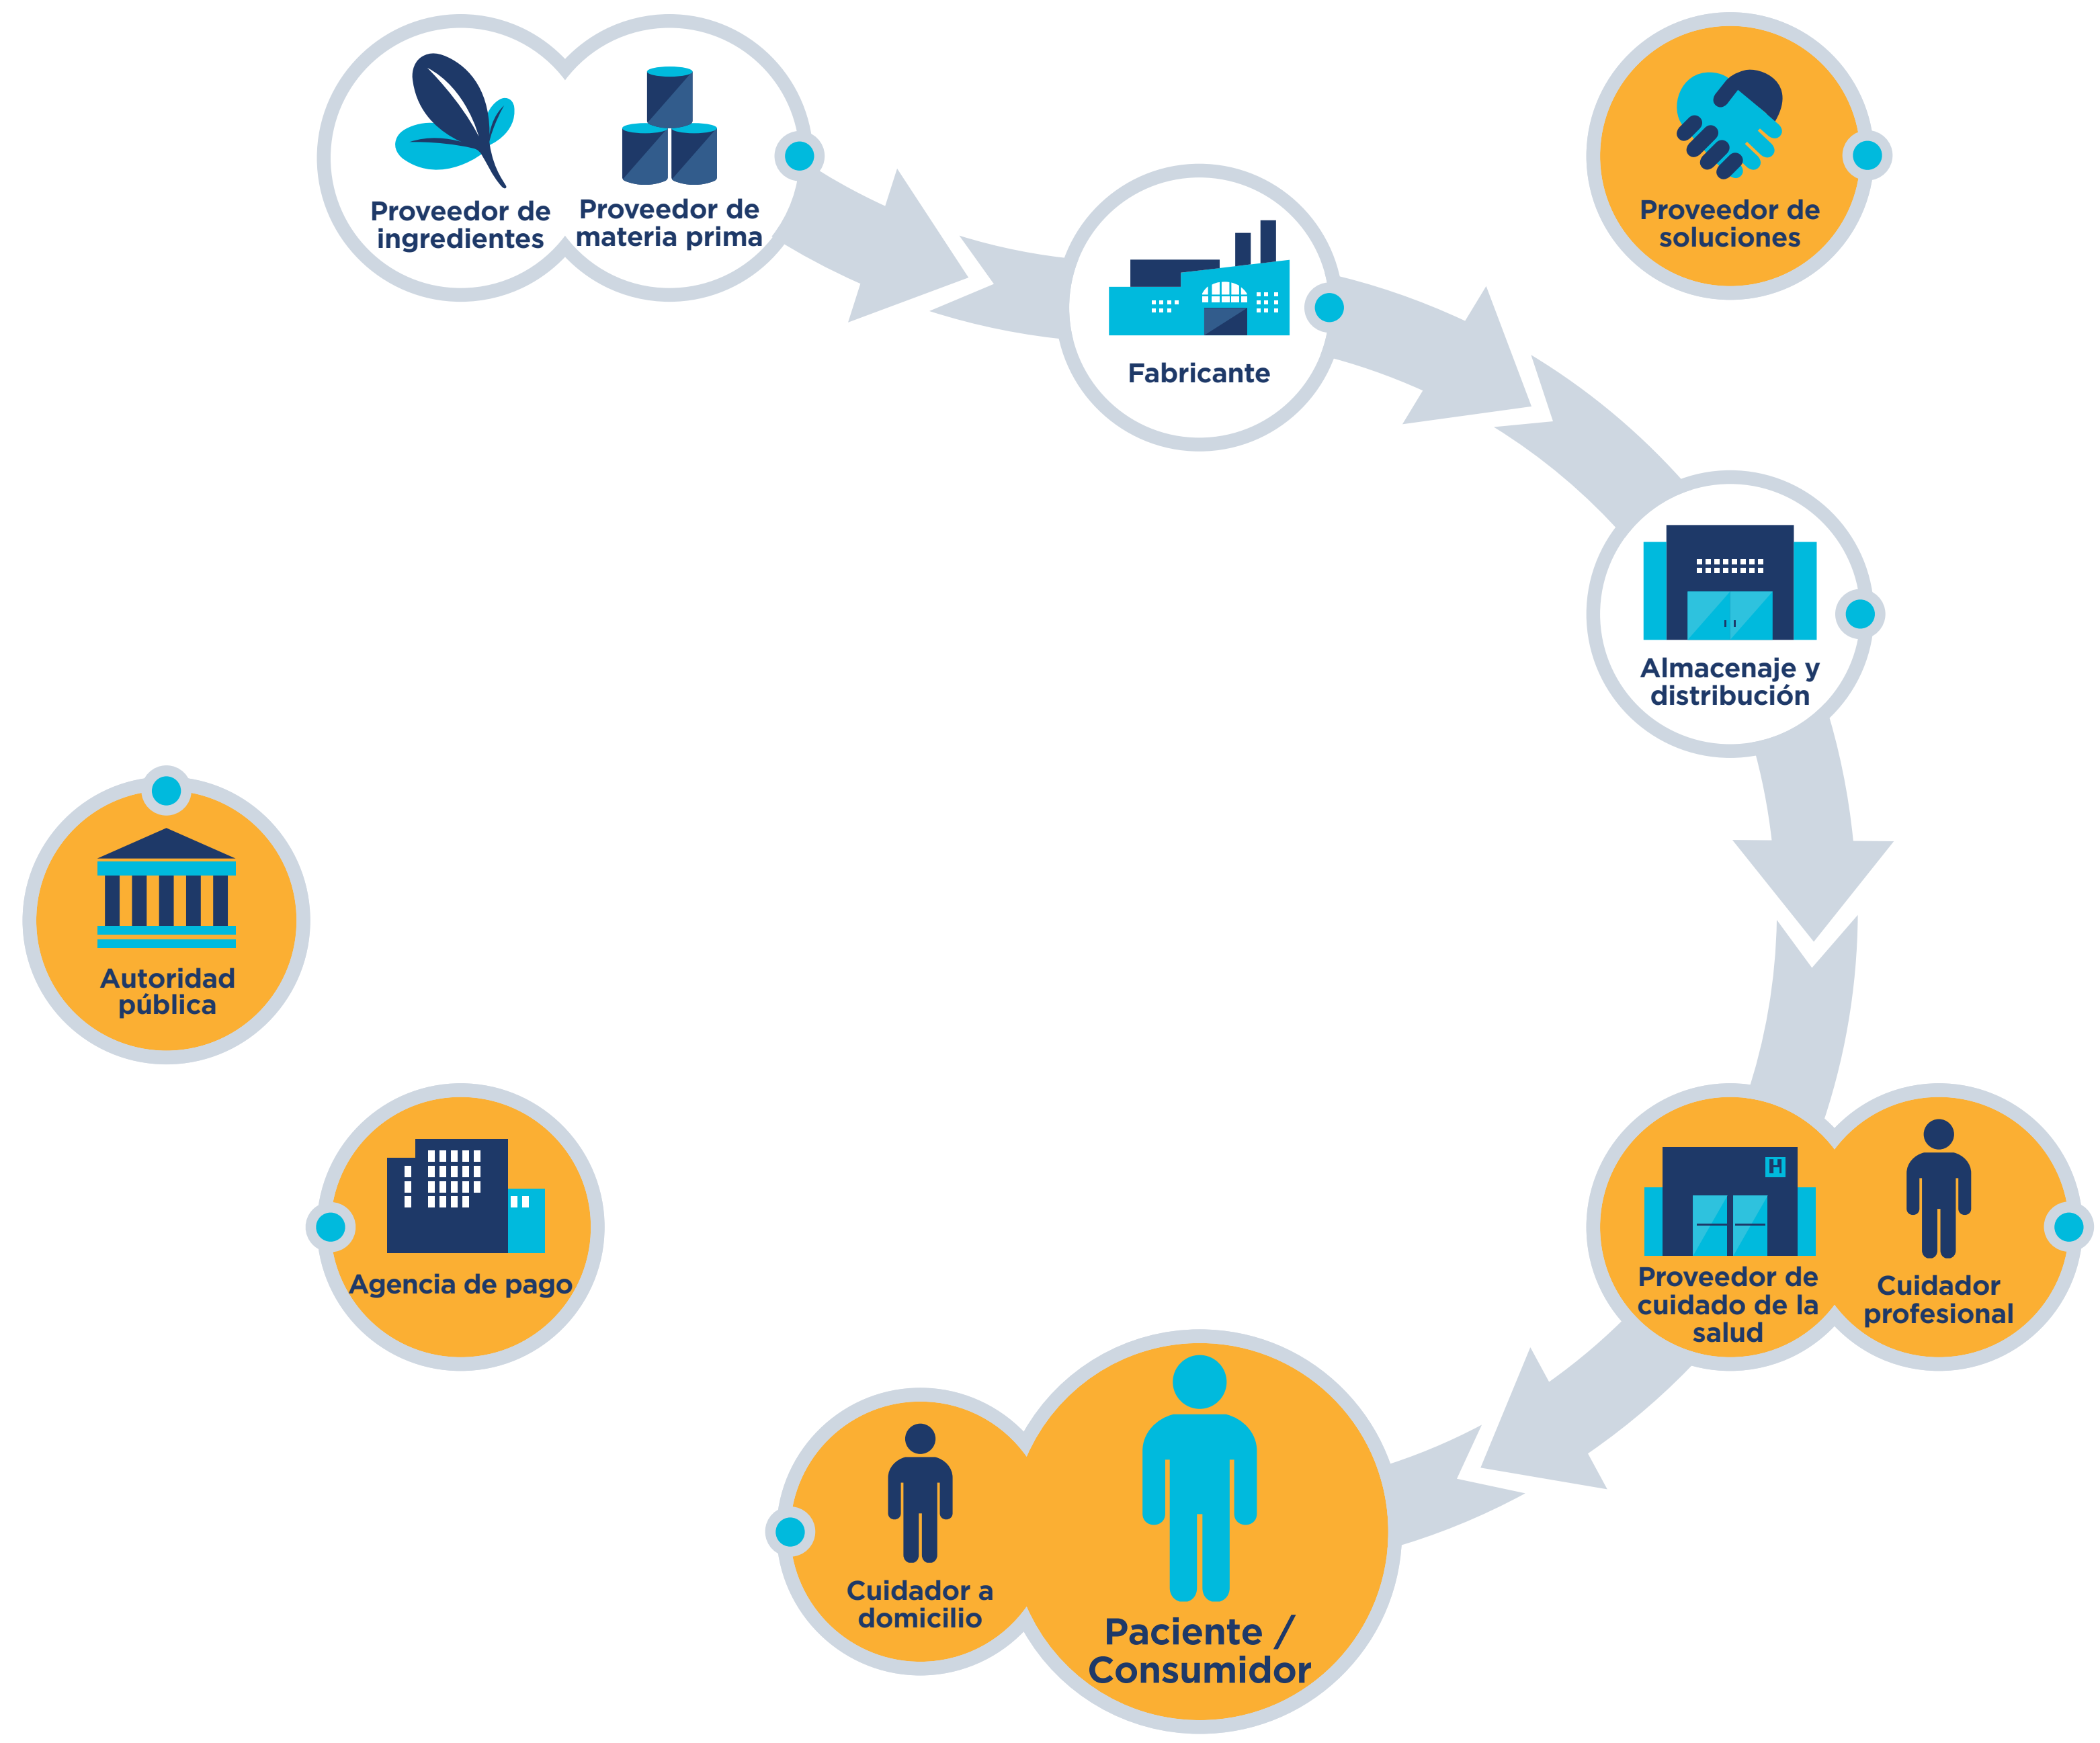 Proveedor de
ingredientes
Proveedor de
materia prima
Proveedor de
soluciones
Fabricante
Almacenaje y
distribución
Autoridad
pública
Agencia de pago
H
Proveedor de
cuidado de la
salud
Cuidador
profesional
Cuidador a
domicilio
Paciente /
Consumidor